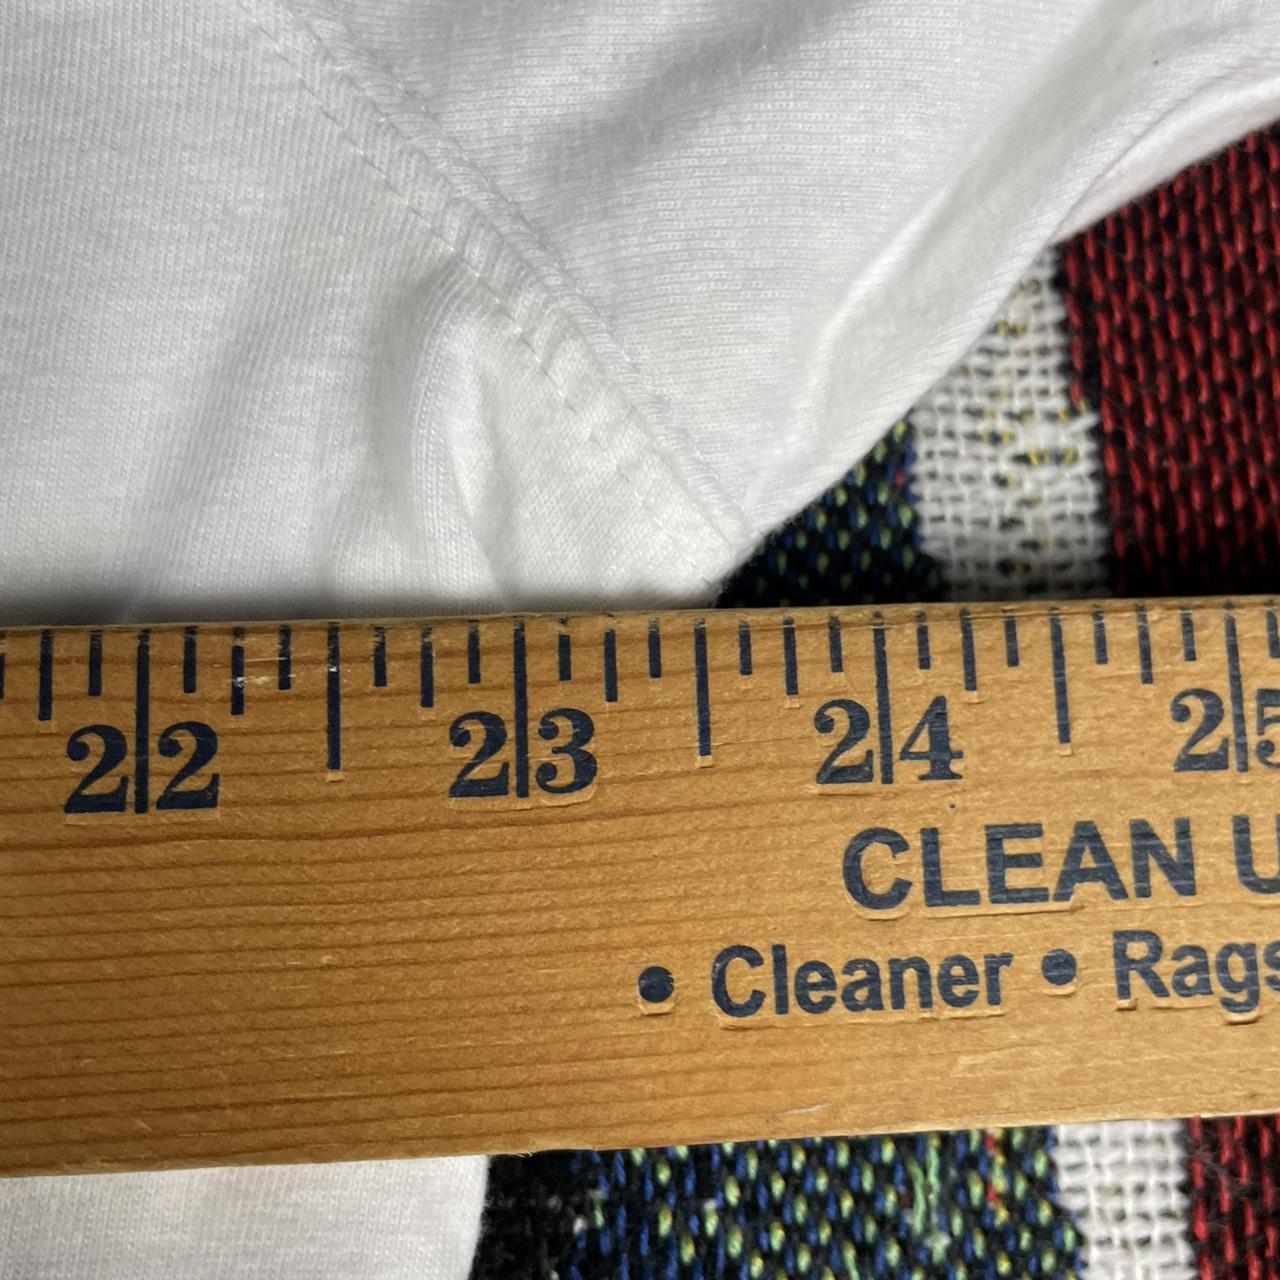 22 23 24 25
CLEAN U
• Cleaner • Rags